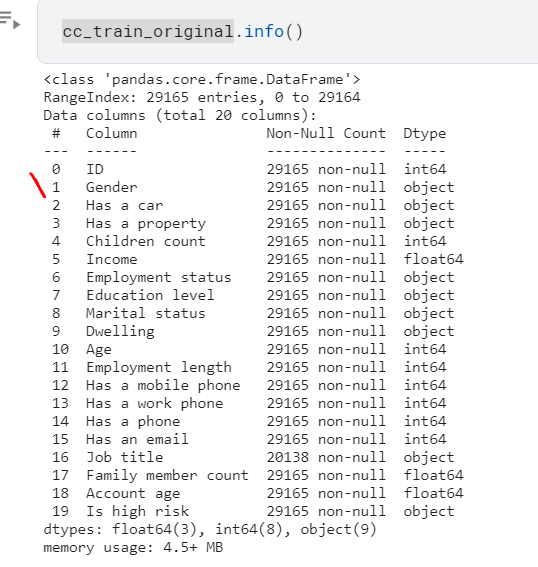 cc_train_original.info()
<class 'pandas.core.frame.DataFrame'>
RangeIndex: 29165 entries, 0 to 29164
Data columns (total 20 columns):
 #   Column               Non-Null Count  Dtype
---  ------               --------------  -----
 0   ID                   29165 non-null  int64
 1   Gender               29165 non-null  object
 2   Has a car            29165 non-null  object
 3   Has a property       29165 non-null  object
 4   Children count       29165 non-null  int64
 5   Income               29165 non-null  float64
 6   Employment status    29165 non-null  object
 7   Education level      29165 non-null  object
 8   Marital status       29165 non-null  object
 9   Dwelling             29165 non-null  object
 10  Age                  29165 non-null  int64
 11  Employment length    29165 non-null  int64
 12  Has a mobile phone   29165 non-null  int64
 13  Has a work phone     29165 non-null  int64
 14  Has a phone          29165 non-null  int64
 15  Has an email         29165 non-null  int64
 16  Job title            20138 non-null  object
 17  Family member count  29165 non-null  float64
 18  Account age          29165 non-null  float64
 19  Is high risk         29165 non-null  object
dtypes: float64(3), int64(8), object(9)
memory usage: 4.5+ MB